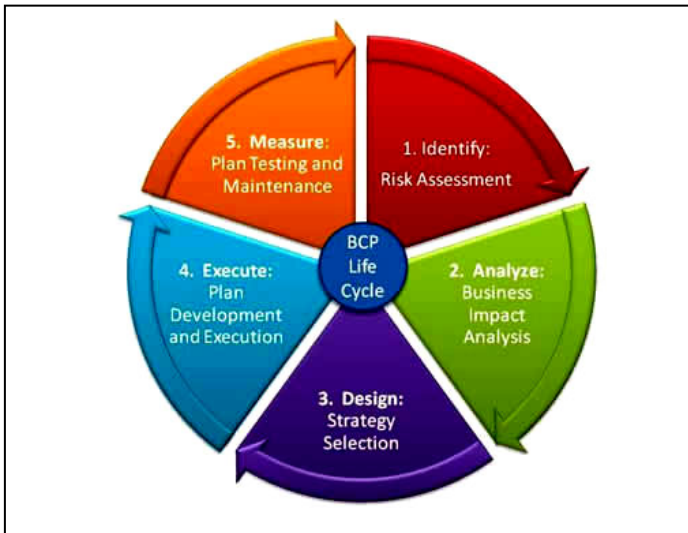 5. Measure:
Plan Testing and
Maintenance
1. Identify:
Risk Assessment
BCP
Life
Cycle
4. Execute:
Plan
Development
and Execution
2. Analyze:
Business
Impact
Analysis
3. Design:
Strategy
Selection